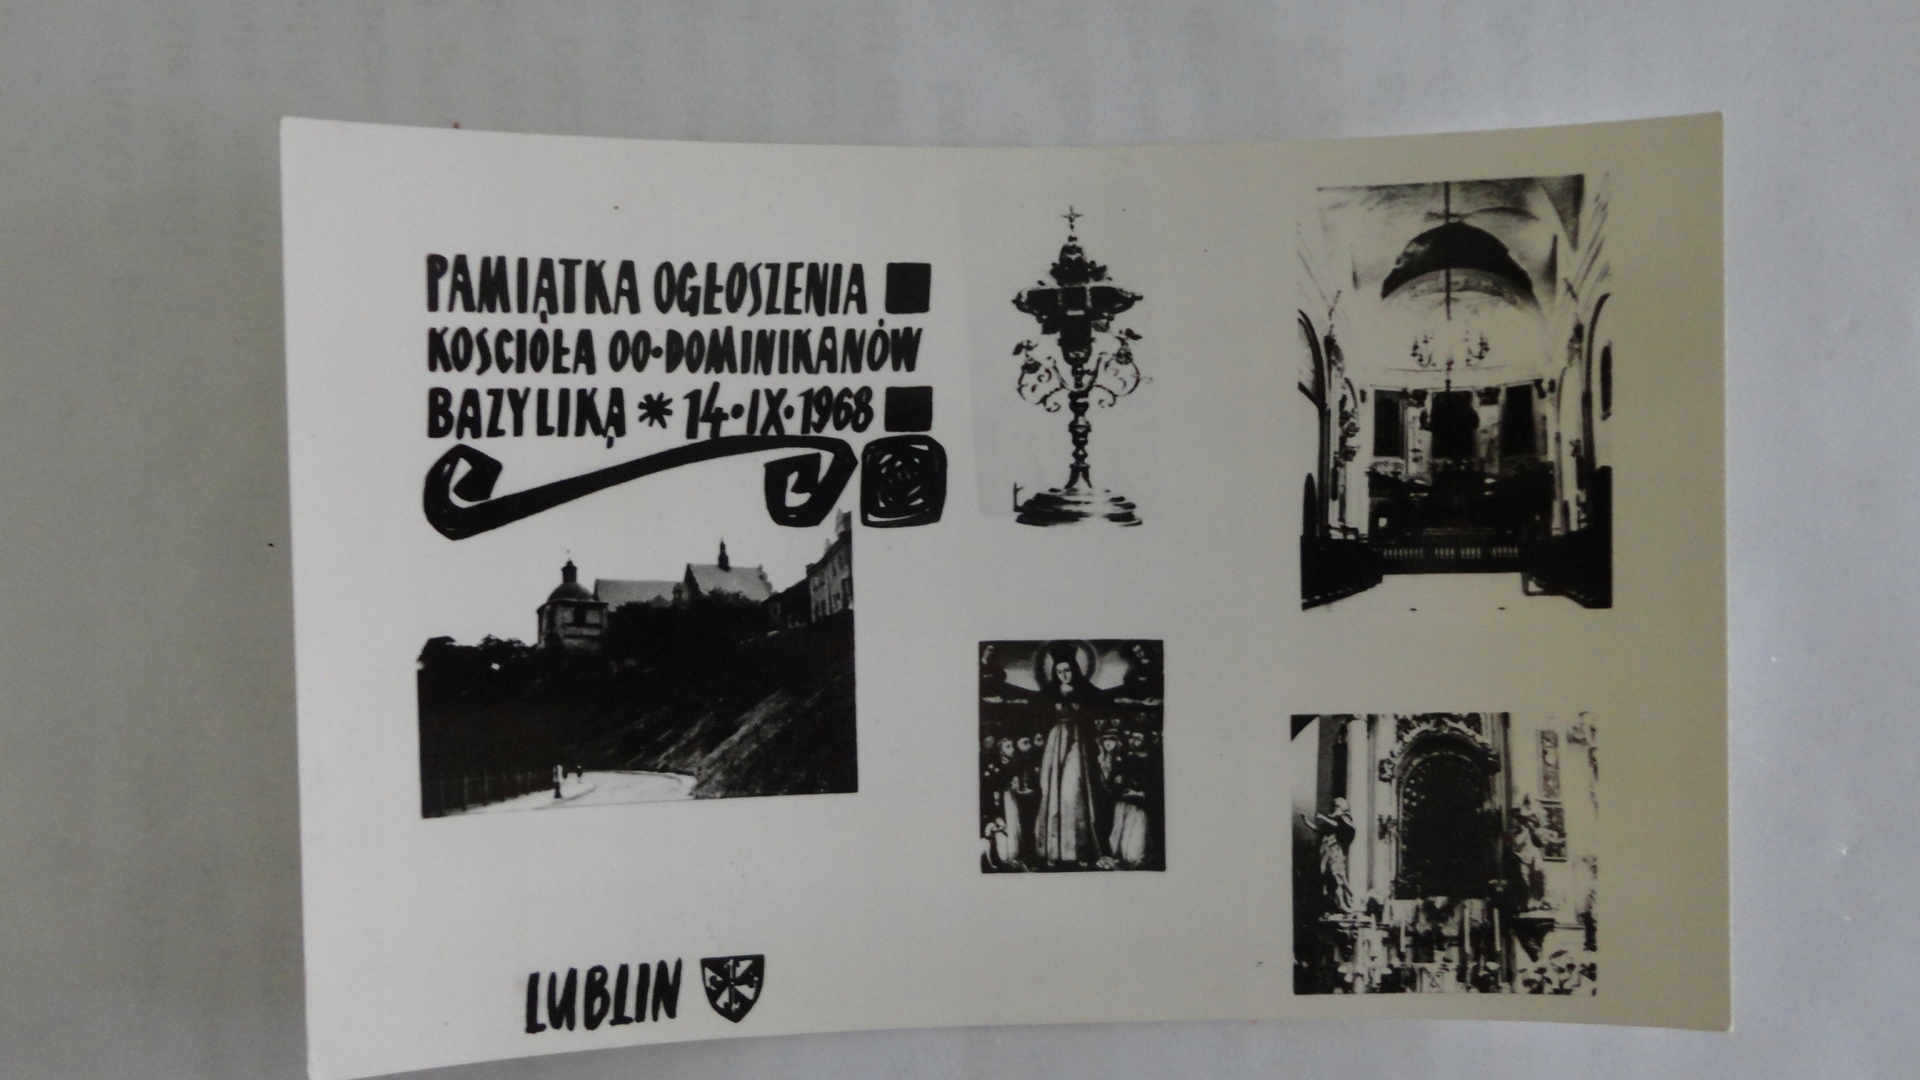 PAMIĄTKA OGŁOSZENIA
KOSCIOŁA OO·DOMINIKANÓW
BAZYLIKĄ * 14·IX·1968
LUBLIN